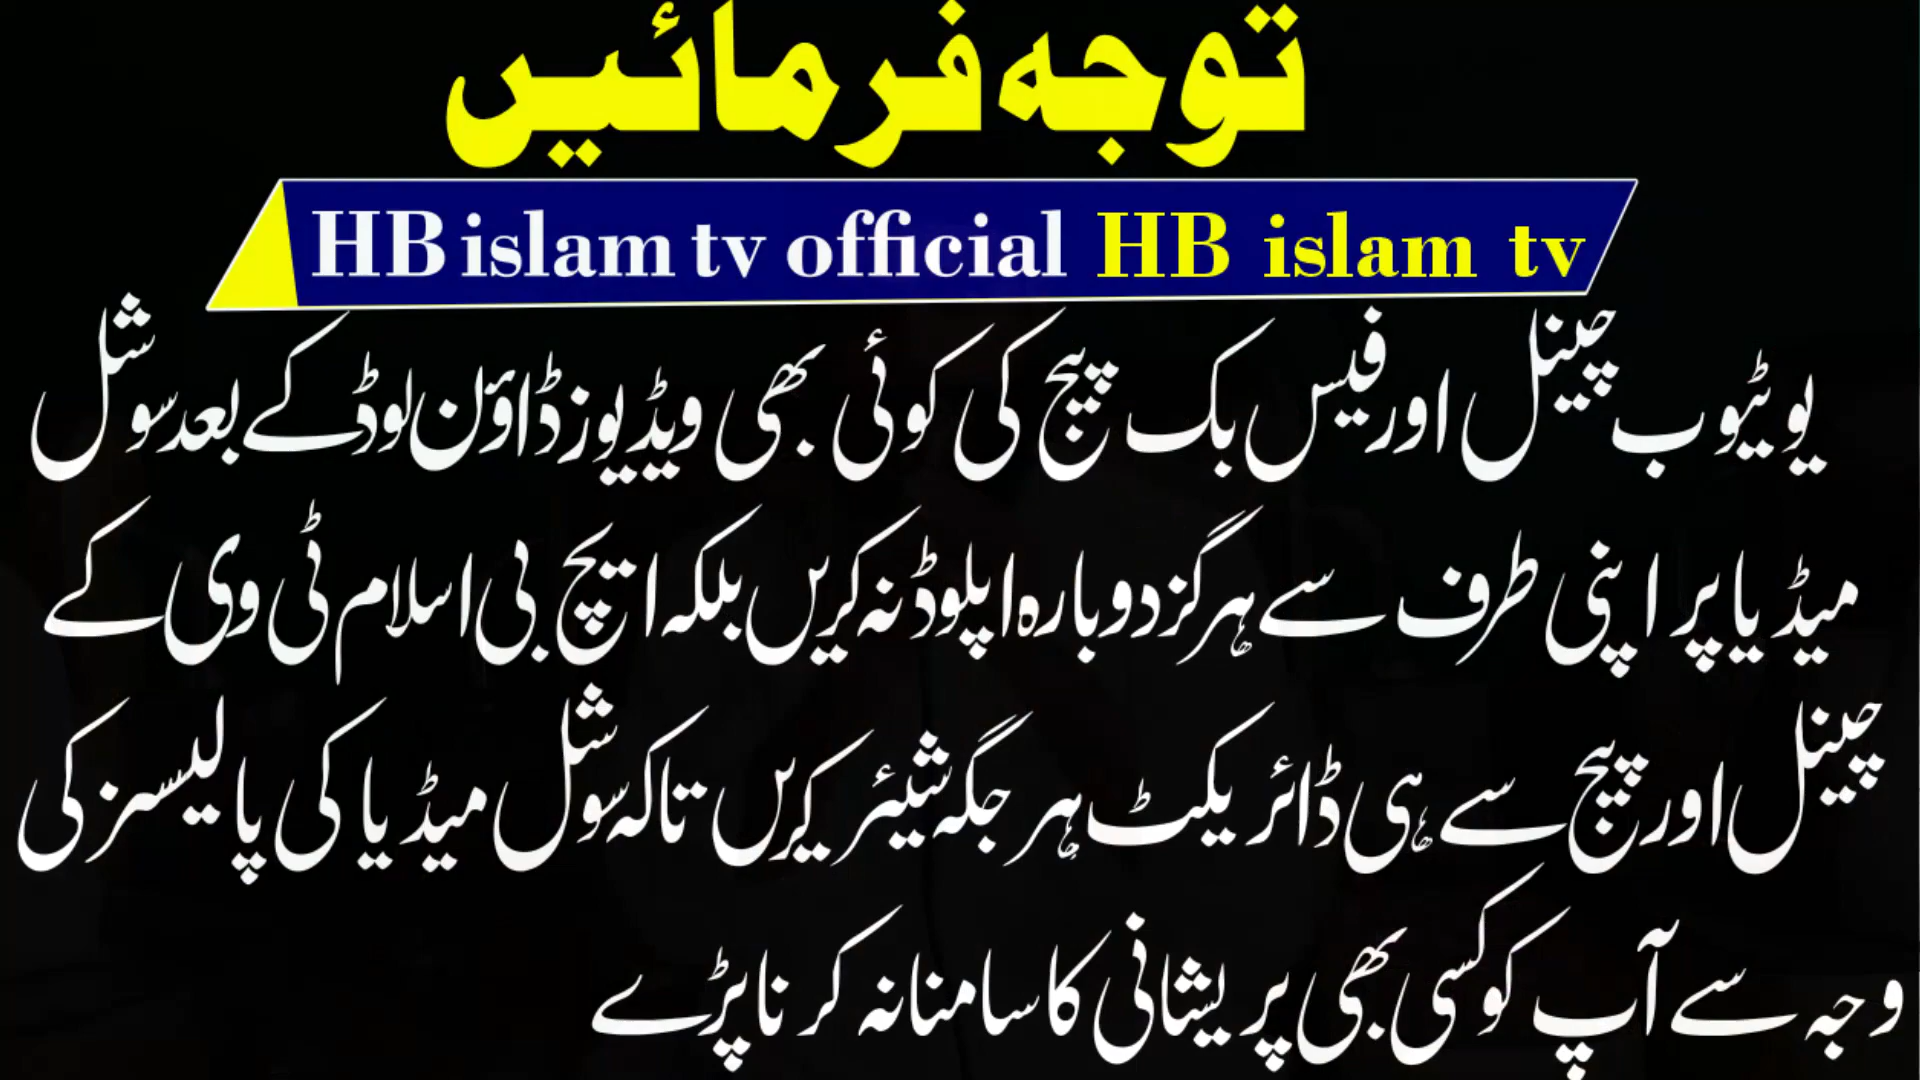 توجہ فرمائیں
HB islam tv official HB islam tv
یوٹیوب چینل اور فیس بک پیج کی کوئی بھی ویڈیوز ڈاؤن لوڈ کے بعد سوشل
میڈیا پر اپنی طرف سے ہرگز دوبارہ اپلوڈ نہ کریں بلکہ ایچ بی اسلام ٹی وی کے
چینل اور پیج سے ہی ڈائریکٹ ہر جگہ شیئر کریں تاکہ سوشل میڈیا کی پالیسز کی
وجہ سے آپ کو کسی بھی پریشانی کا سامنا نہ کرنا پڑے